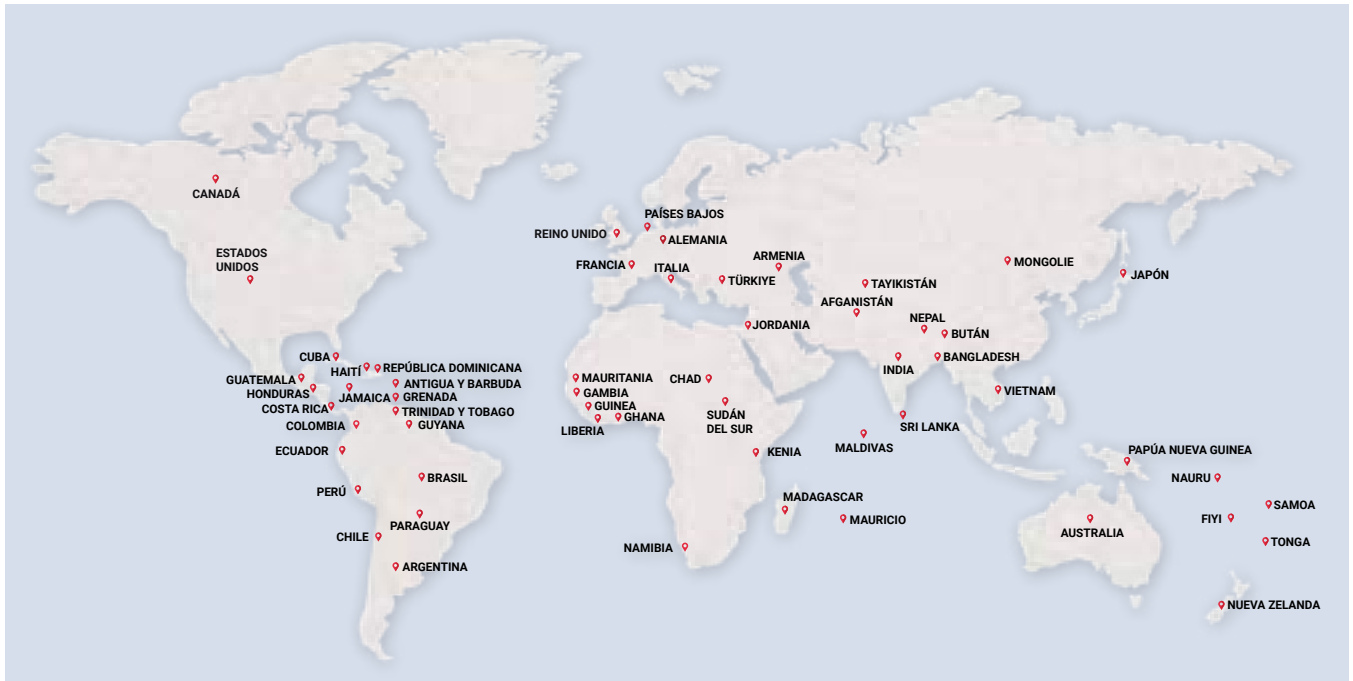 CANADÁ
ESTADOS
UNIDOS
CUBA
HAITÍ
REPÚBLICA DOMINICANA
GUATEMALA
ANTIGUA Y BARBUDA
HONDURAS
JAMAICA
GRENADA
COSTA RICA
TRINIDAD Y TOBAGO
COLOMBIA
GUYANA
ECUADOR
BRASIL
PERÚ
PARAGUAY
CHILE
ARGENTINA
PAÍSES BAJOS
REINO UNIDO
ALEMANIA
FRANCIA
ITALIA
ARMENIA
TÜRKIYE
MONGOLIE
JAPÓN
TAYIKISTÁN
AFGANISTÁN
JORDANIA
NEPAL
BUTÁN
INDIA
BANGLADESH
MAURITANIA
CHAD
GAMBIA
VIETNAM
GUINEA
LIBERIA
GHANA
SUDÁN
DEL SUR
SRI LANKA
MALDIVAS
KENIA
MADAGASCAR
MAURICIO
NAMIBIA
PAPÚA NUEVA GUINEA
NAURU
SAMOA
FIYI
AUSTRALIA
TONGA
NUEVA ZELANDA